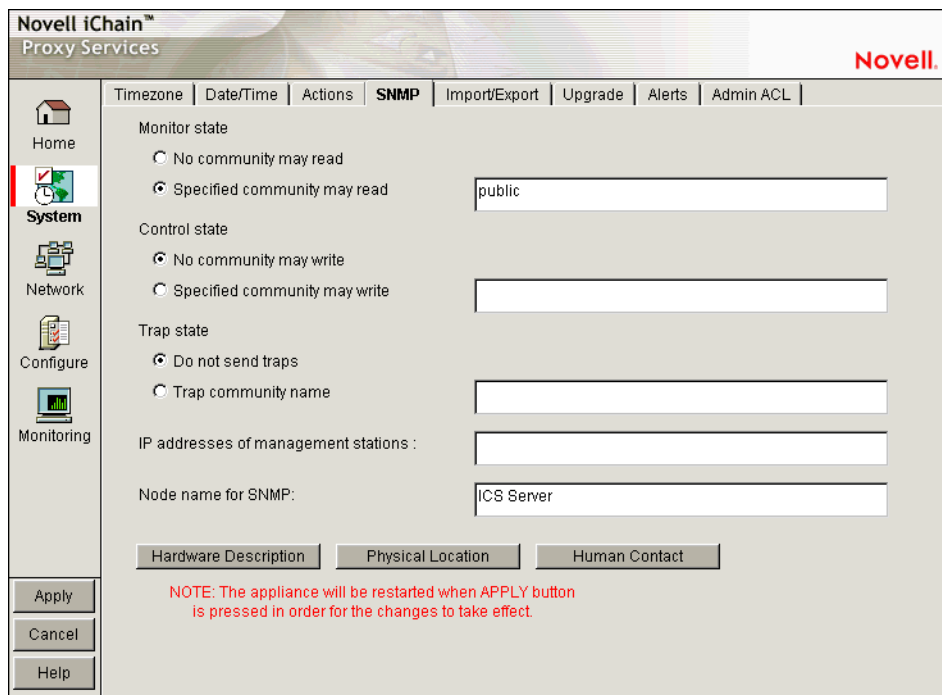 Novell iChain™
Proxy Services
Novell.
Timezone Date/Time Actions SNMP Import/Export Upgrade Alerts Admin ACL
Home
System
Network
Configure
Monitoring
Monitor state
No community may read
Specified community may read public
Control state
No community may write
Specified community may write
Trap state
Do not send traps
Trap community name
IP addresses of management stations :
Node name for SNMP: ICS Server
Hardware Description Physical Location Human Contact
NOTE: The appliance will be restarted when APPLY button
is pressed in order for the changes to take effect.
Apply
Cancel
Help